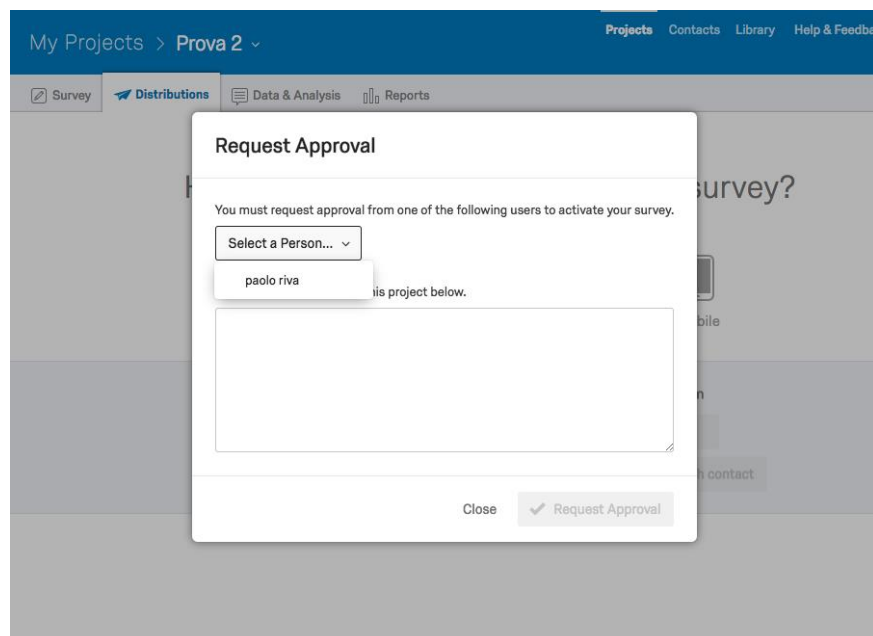 My Projects > Prova 2
Projects Contacts Library Help & Feedba
Survey Distributions Data & Analysis Reports
Request Approval
survey?
You must request approval from one of the following users to activate your survey.
Select a Person...
paolo riva
his project below.
bile
h contact
Close Request Approval